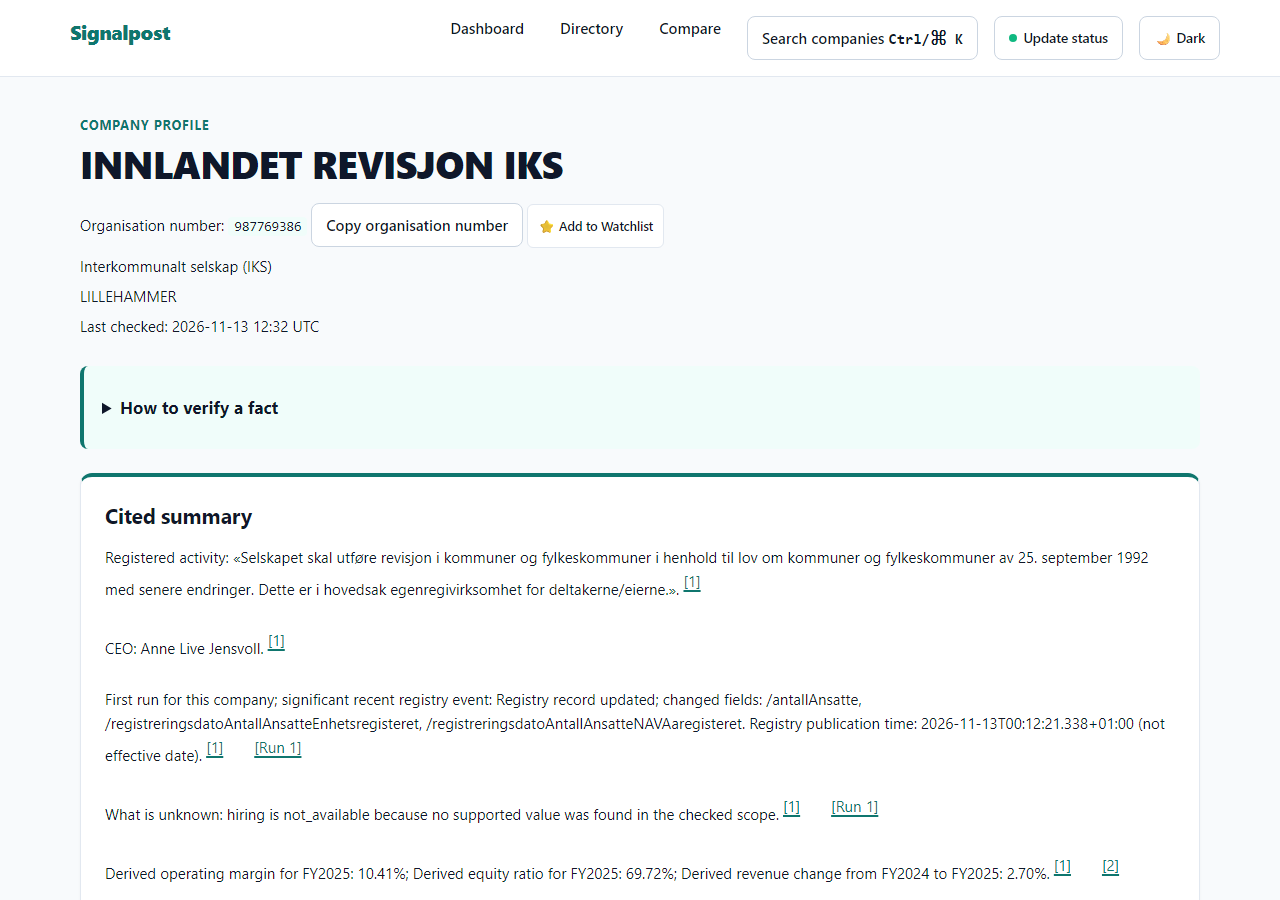 Signalpost
Dashboard
Directory
Compare
Search companies Ctrl/⌘ K
Update status
🌙 Dark
COMPANY PROFILE
INNLANDET REVISJON IKS
Organisation number: 987769386 Copy organisation number ⭐ Add to Watchlist
Interkommunalt selskap (IKS)
LILLEHAMMER
Last checked: 2026-11-13 12:32 UTC
▶ How to verify a fact
Cited summary
Registered activity: «Selskapet skal utføre revisjon i kommuner og fylkeskommuner i henhold til lov om kommuner og fylkeskommuner av 25. september 1992
med senere endringer. Dette er i hovedsak egenregivirksomhet for deltakerne/eierne.». [1]
CEO: Anne Live Jensvoll. [1]
First run for this company; significant recent registry event: Registry record updated; changed fields: /antallAnsatte,
/registreringsdatoAntallAnsatteEnhetsregisteret, /registreringsdatoAntallAnsatteNAVAaregisteret. Registry publication time: 2026-11-13T00:12:21.338+01:00 (not
effective date). [1] [Run 1]
What is unknown: hiring is not_available because no supported value was found in the checked scope. [1] [Run 1]
Derived operating margin for FY2025: 10.41%; Derived equity ratio for FY2025: 69.72%; Derived revenue change from FY2024 to FY2025: 2.70%. [1] [2]